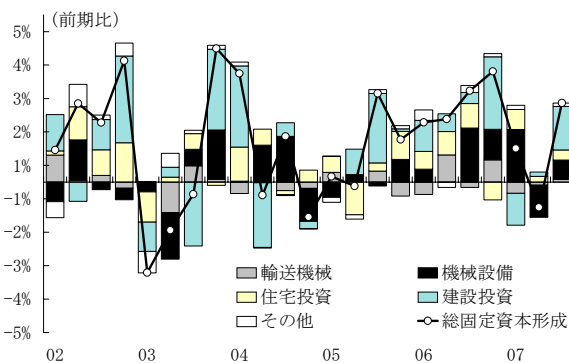 (前期比)
5%
4%
3%
2%
1%
-0%
-1%
-2%
-3%
-4%
-5%
輸送機械 機械設備
住宅投資 建設投資
その他 総固定資本形成
02 03 04 05 06 07